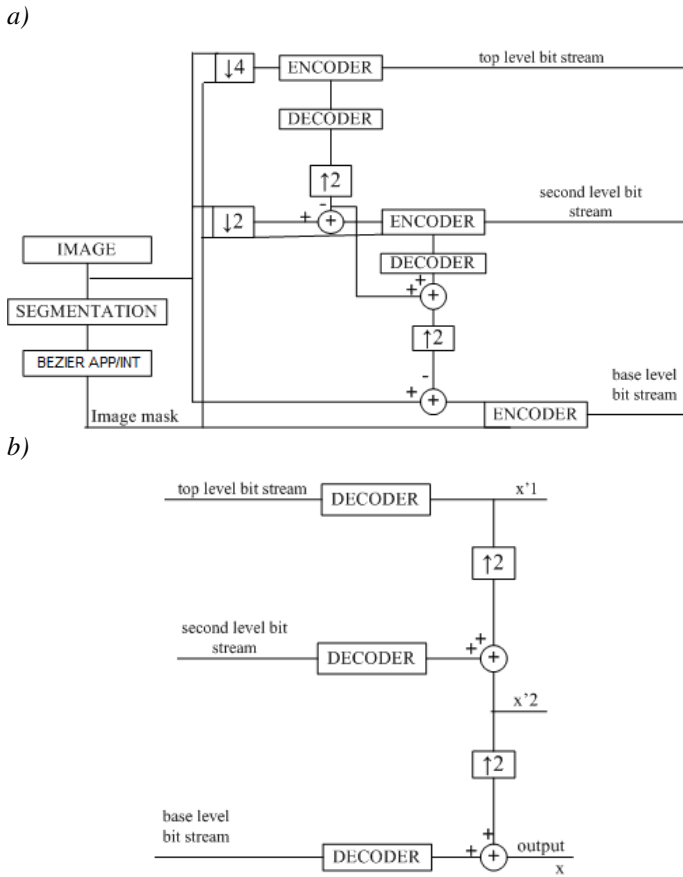 a)
↓4
ENCODER
top level bit stream
DECODER
↑2
-
second level bit
stream
↓2
+
+
ENCODER
IMAGE
DECODER
+
+
+
SEGMENTATION
↑2
BEZIER APP/INT
-
base level
bit stream
+
+
Image mask
ENCODER
b)
top level bit stream
DECODER
x'1
↑2
second level bit
stream
+
+
+
DECODER
x'2
↑2
base level
bit stream
+
+
+
DECODER
output
x